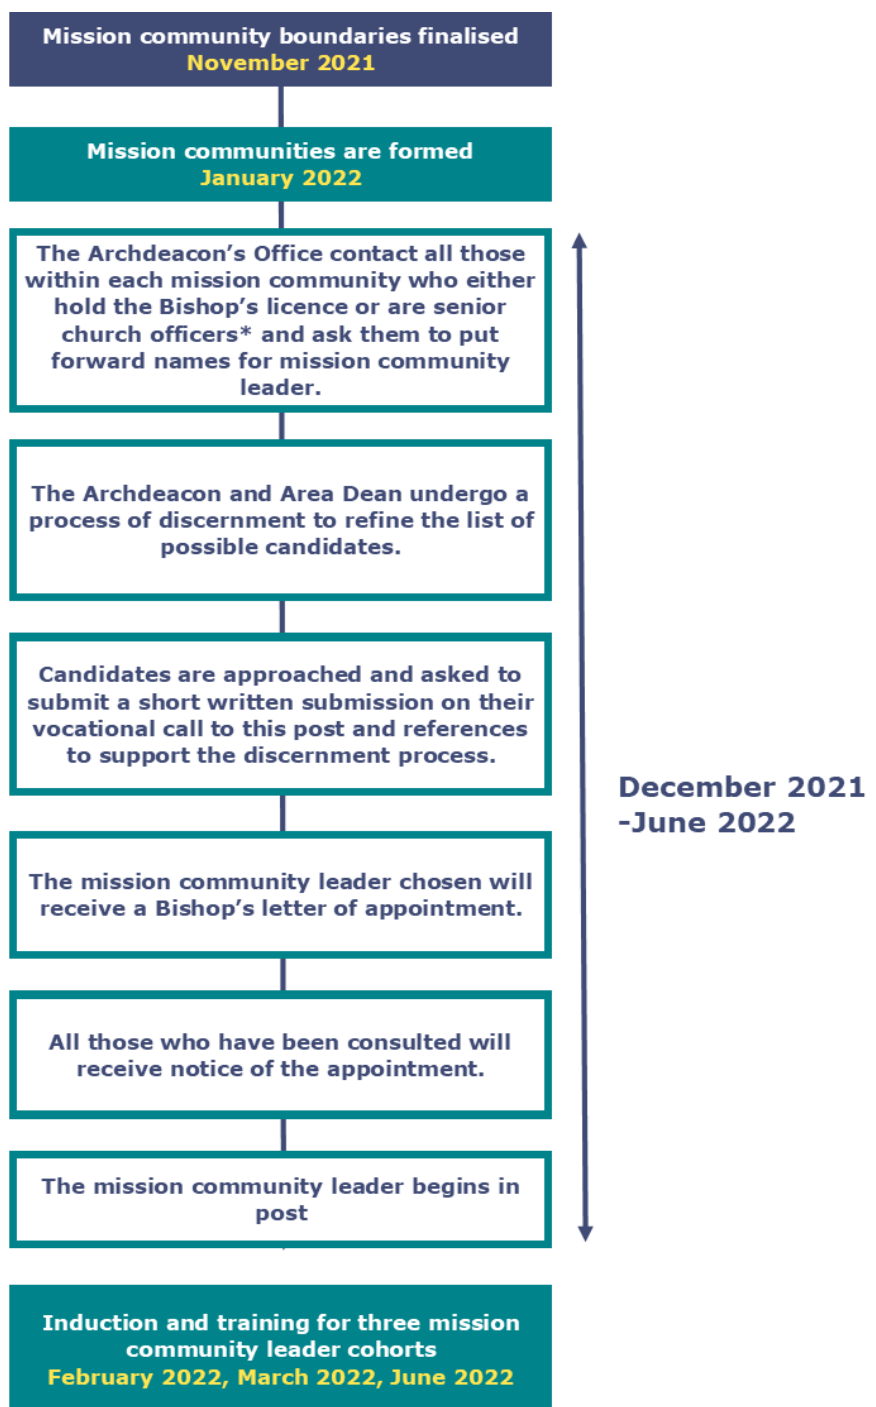 Mission community boundaries finalised
November 2021
Mission communities are formed
January 2022
The Archdeacon’s Office contact all those
within each mission community who either
hold the Bishop’s licence or are senior
church officers* and ask them to put
forward names for mission community
leader.
The Archdeacon and Area Dean undergo a
process of discernment to refine the list of
possible candidates.
Candidates are approached and asked to
submit a short written submission on their
vocational call to this post and references
to support the discernment process.
The mission community leader chosen will
receive a Bishop’s letter of appointment.
All those who have been consulted will
receive notice of the appointment.
The mission community leader begins in
post
December 2021
-June 2022
Induction and training for three mission
community leader cohorts
February 2022, March 2022, June 2022